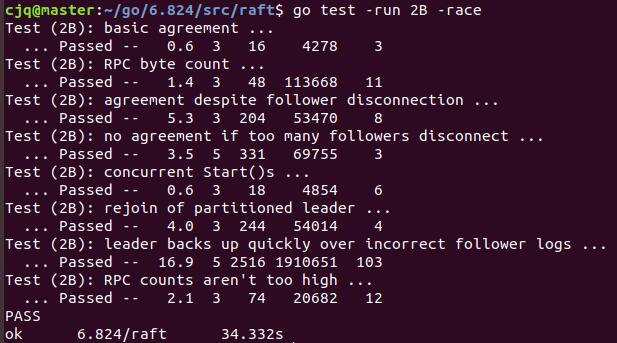 cjq@master:~/go/6.824/src/raft$ go test -run 2B -race
Test (2B): basic agreement ...
  ... Passed --   0.6  3   16    4278    3
Test (2B): RPC byte count ...
  ... Passed --   1.4  3   48  113668   11
Test (2B): agreement despite follower disconnection ...
  ... Passed --   5.3  3  204   53470    8
Test (2B): no agreement if too many followers disconnect ...
  ... Passed --   3.5  5  331   69755    3
Test (2B): concurrent Start()s ...
  ... Passed --   0.6  3   18    4854    6
Test (2B): rejoin of partitioned leader ...
  ... Passed --   4.0  3  244   54014    4
Test (2B): leader backs up quickly over incorrect follower logs ...
  ... Passed --  16.9  5 2516 1910651  103
Test (2B): RPC counts aren't too high ...
  ... Passed --   2.1  3   74   20682   12
PASS
ok      6.824/raft      34.332s